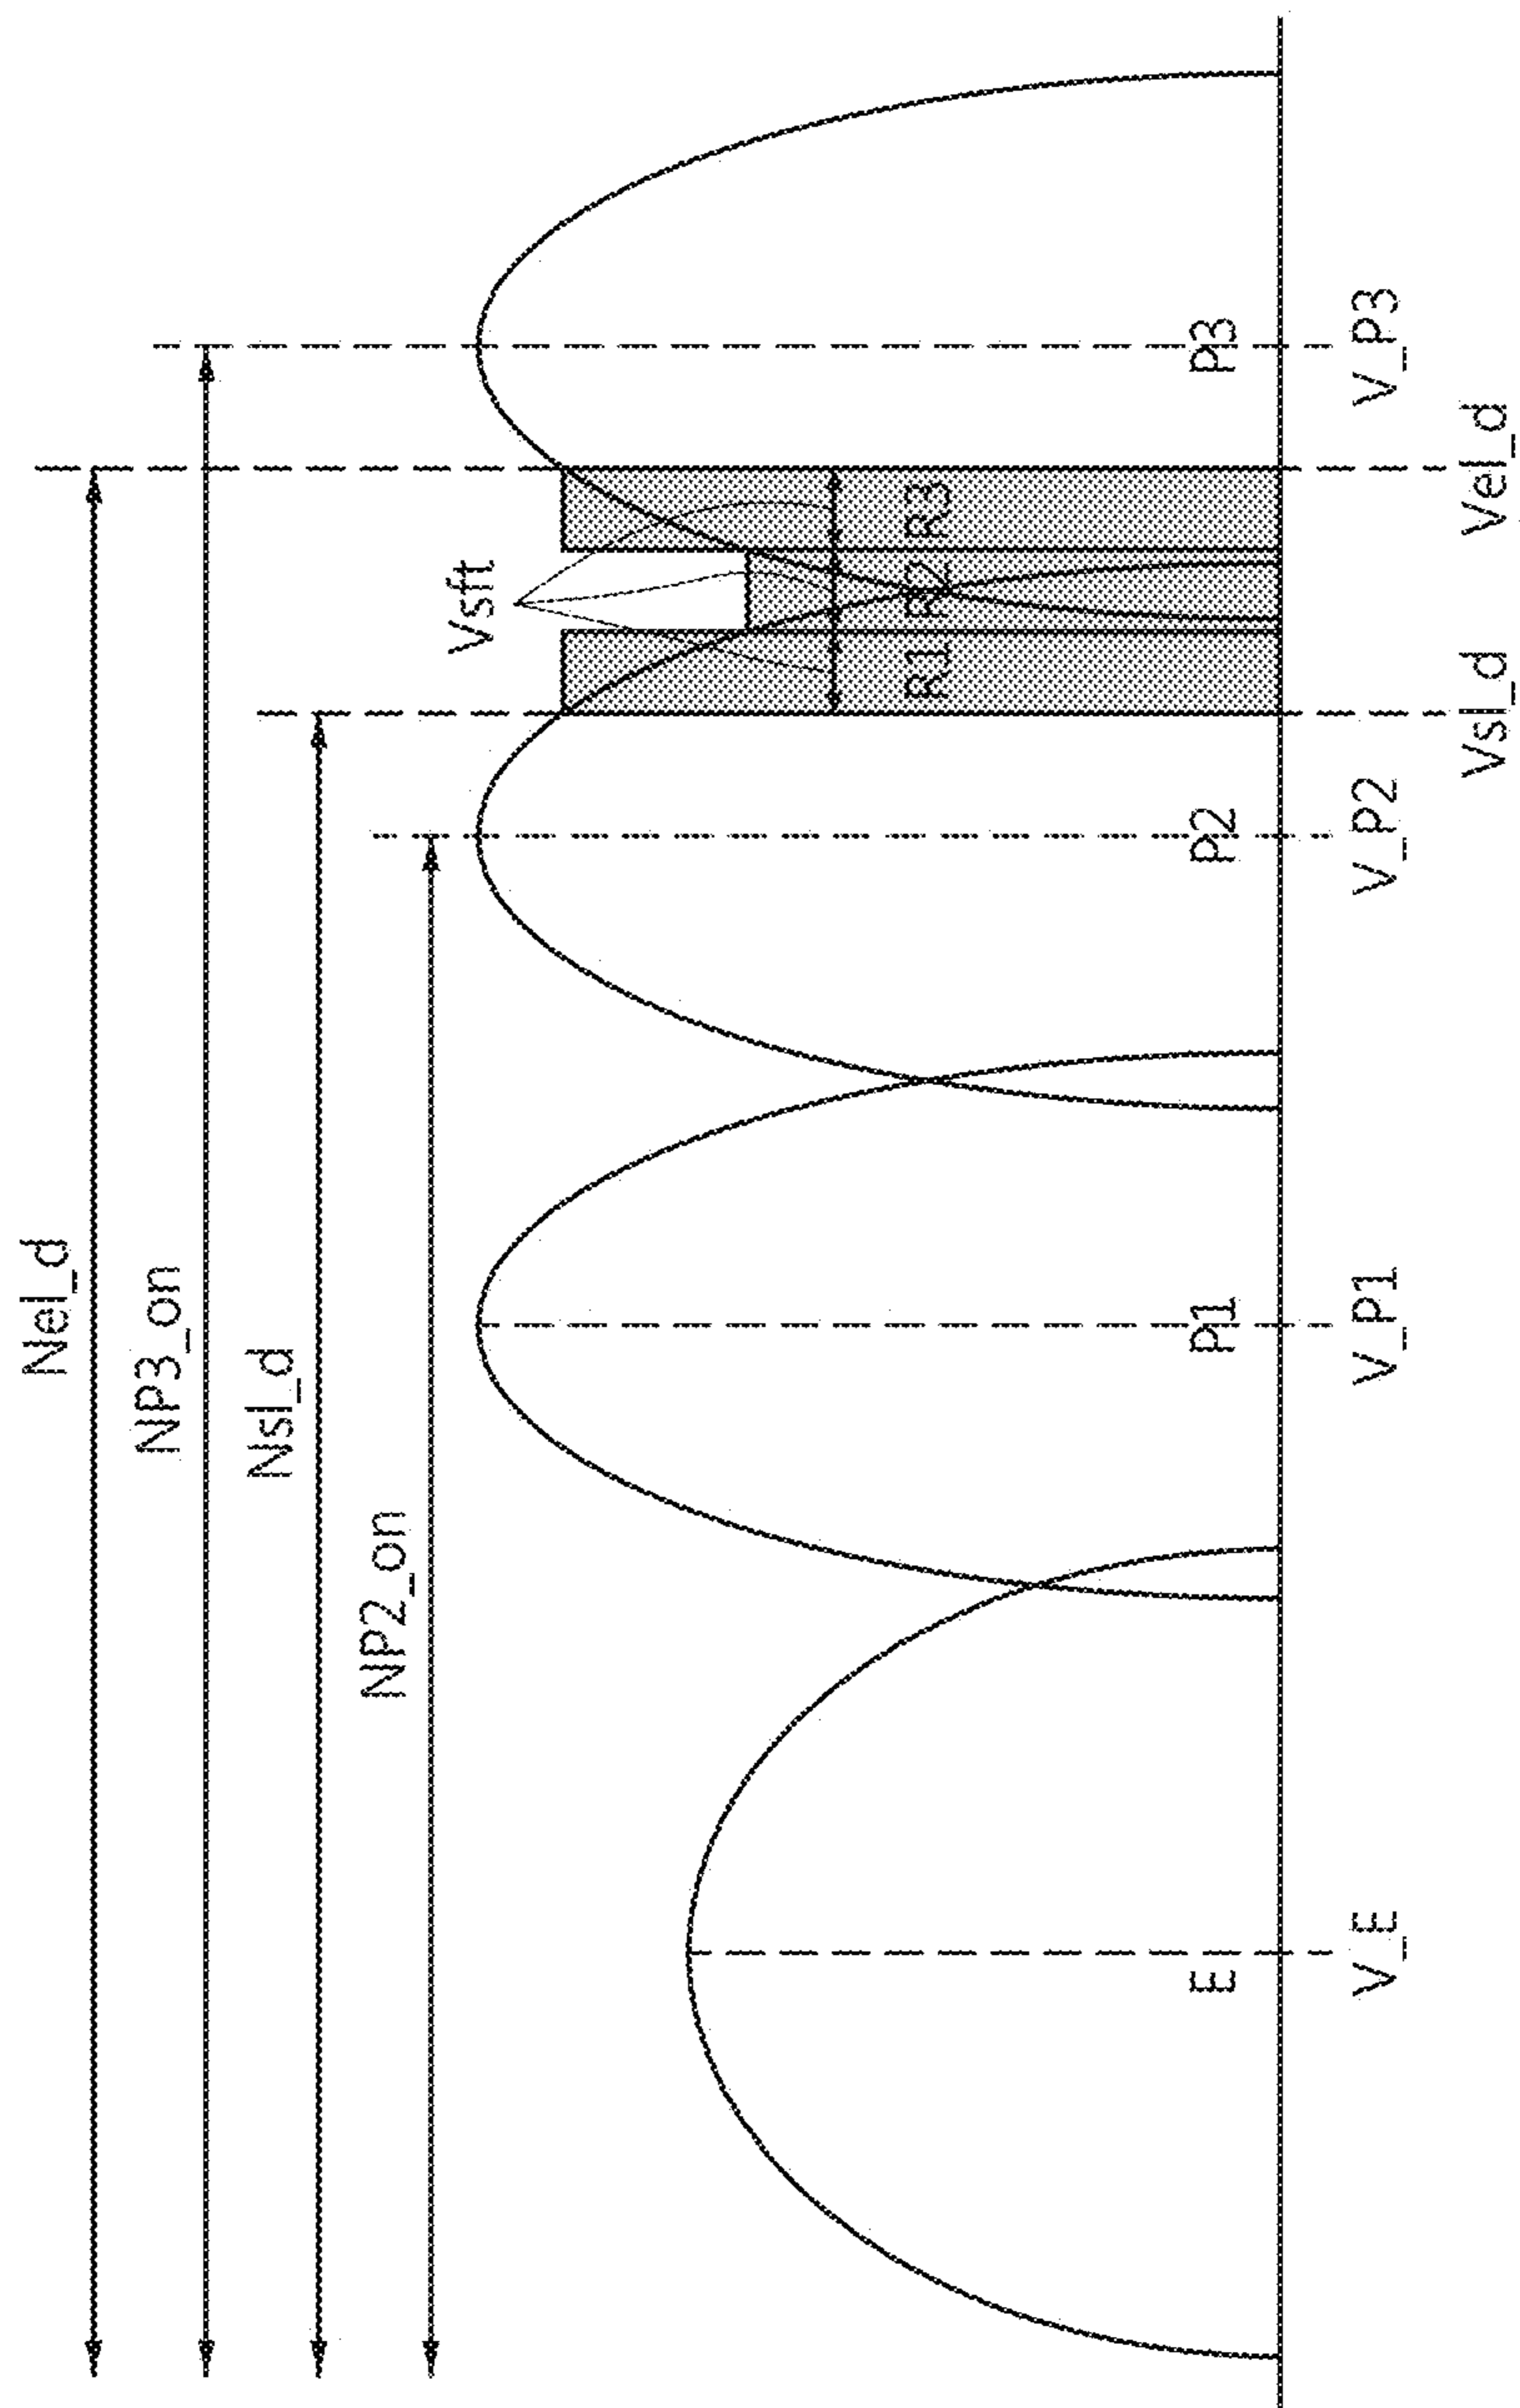 Nel_d
NP3_on
Nsl_d
NP2_on
Vsft
R1 R2 R3
E P1 P2 P3
V_E V_P1 V_P2 V_P3
Vsl_d Vel_d